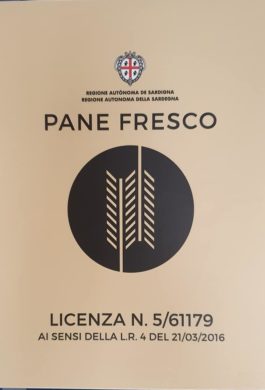 REGIONE AUTÒNOMA DE SARDIGNA
REGIONE AUTONOMA DELLA SARDEGNA
PANE FRESCO
LICENZA N. 5/61179
AI SENSI DELLA L.R. 4 DEL 21/03/2016